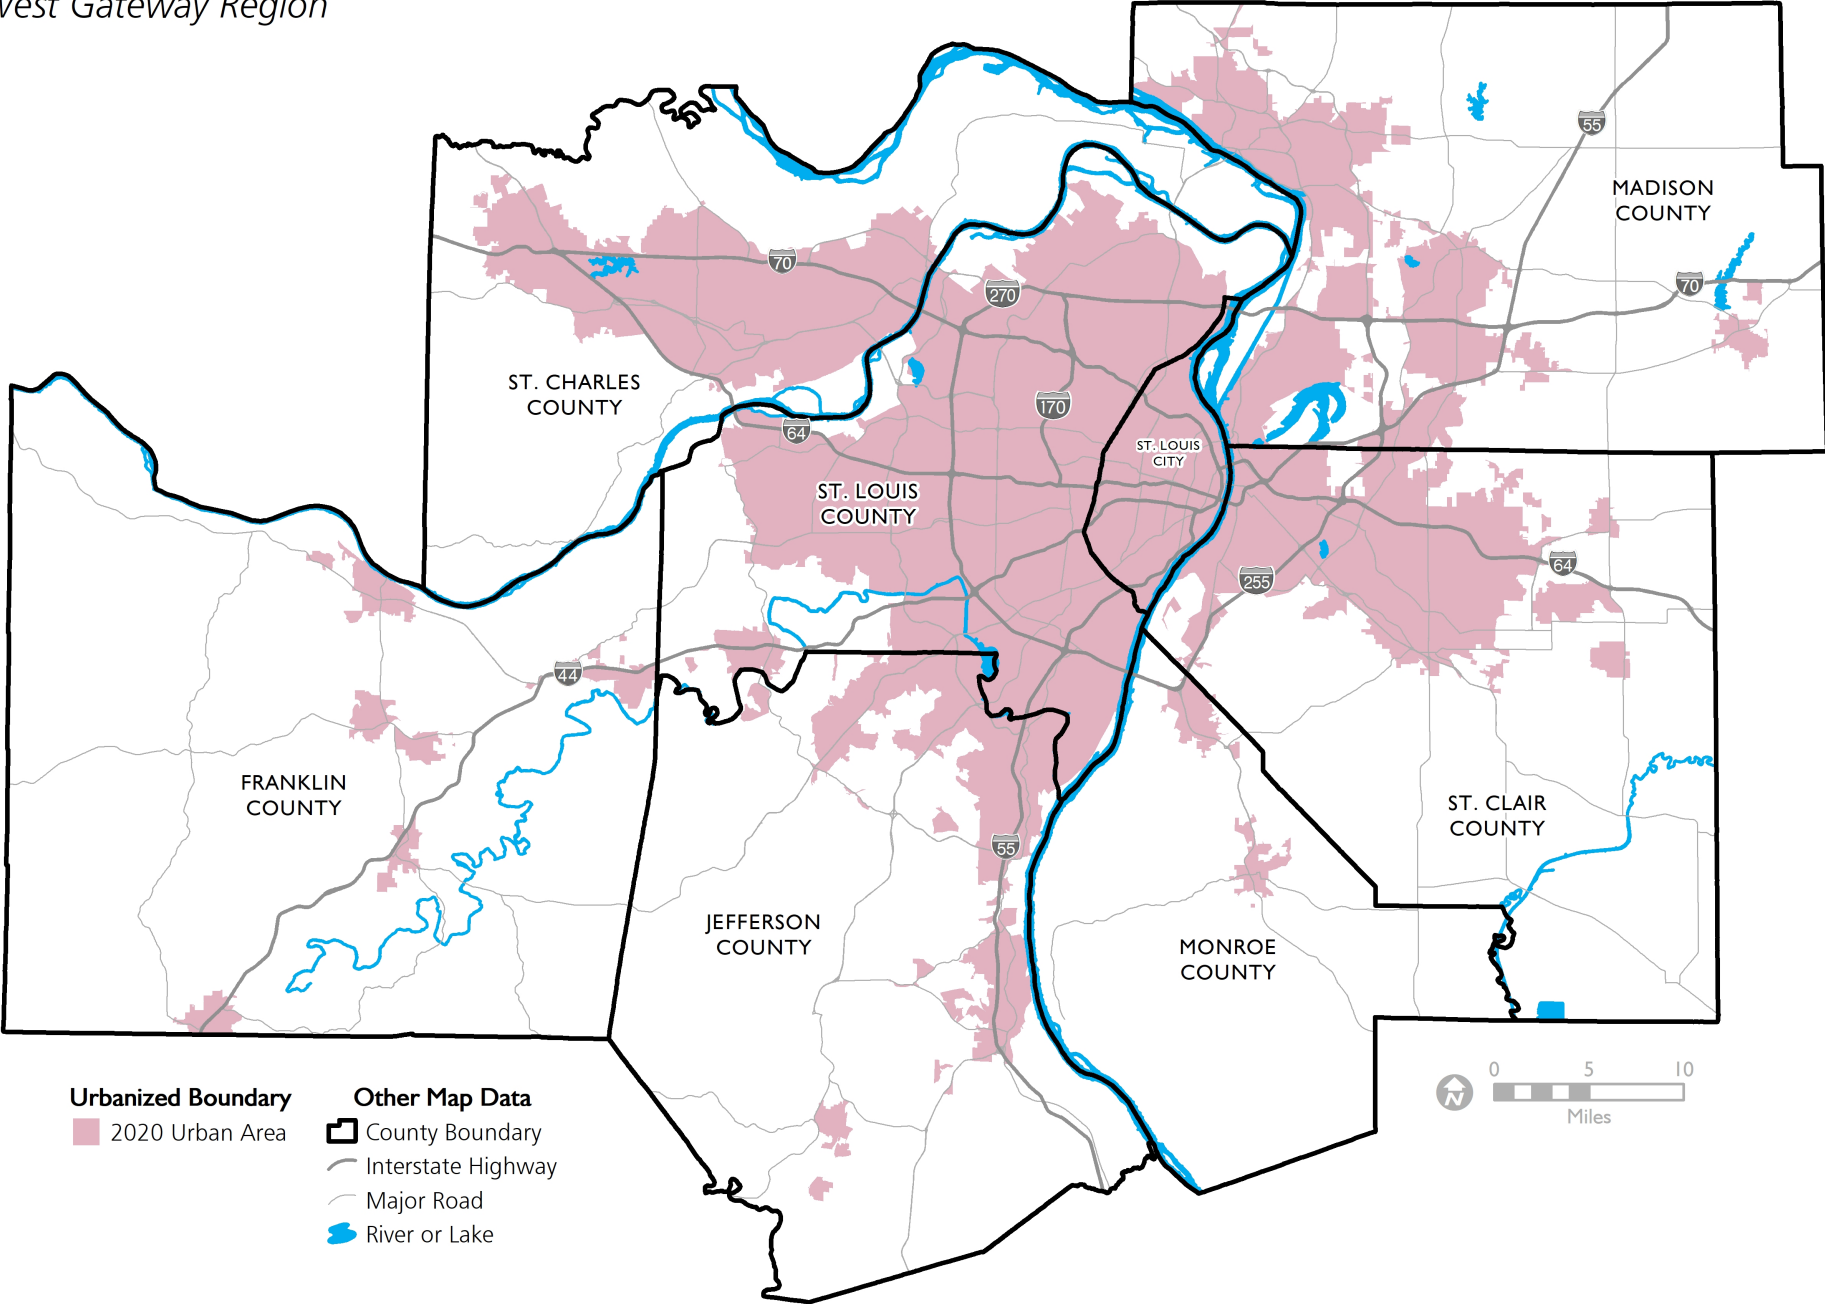 West Gateway Region
55
MADISON
COUNTY
70
270
70
ST. CHARLES
COUNTY
170
64
ST. LOUIS
CITY
ST. LOUIS
COUNTY
64
255
44
FRANKLIN
COUNTY
ST. CLAIR
COUNTY
55
JEFFERSON
COUNTY
MONROE
COUNTY
0 5 10
N
Miles
Urbanized Boundary
2020 Urban Area
Other Map Data
County Boundary
Interstate Highway
Major Road
River or Lake